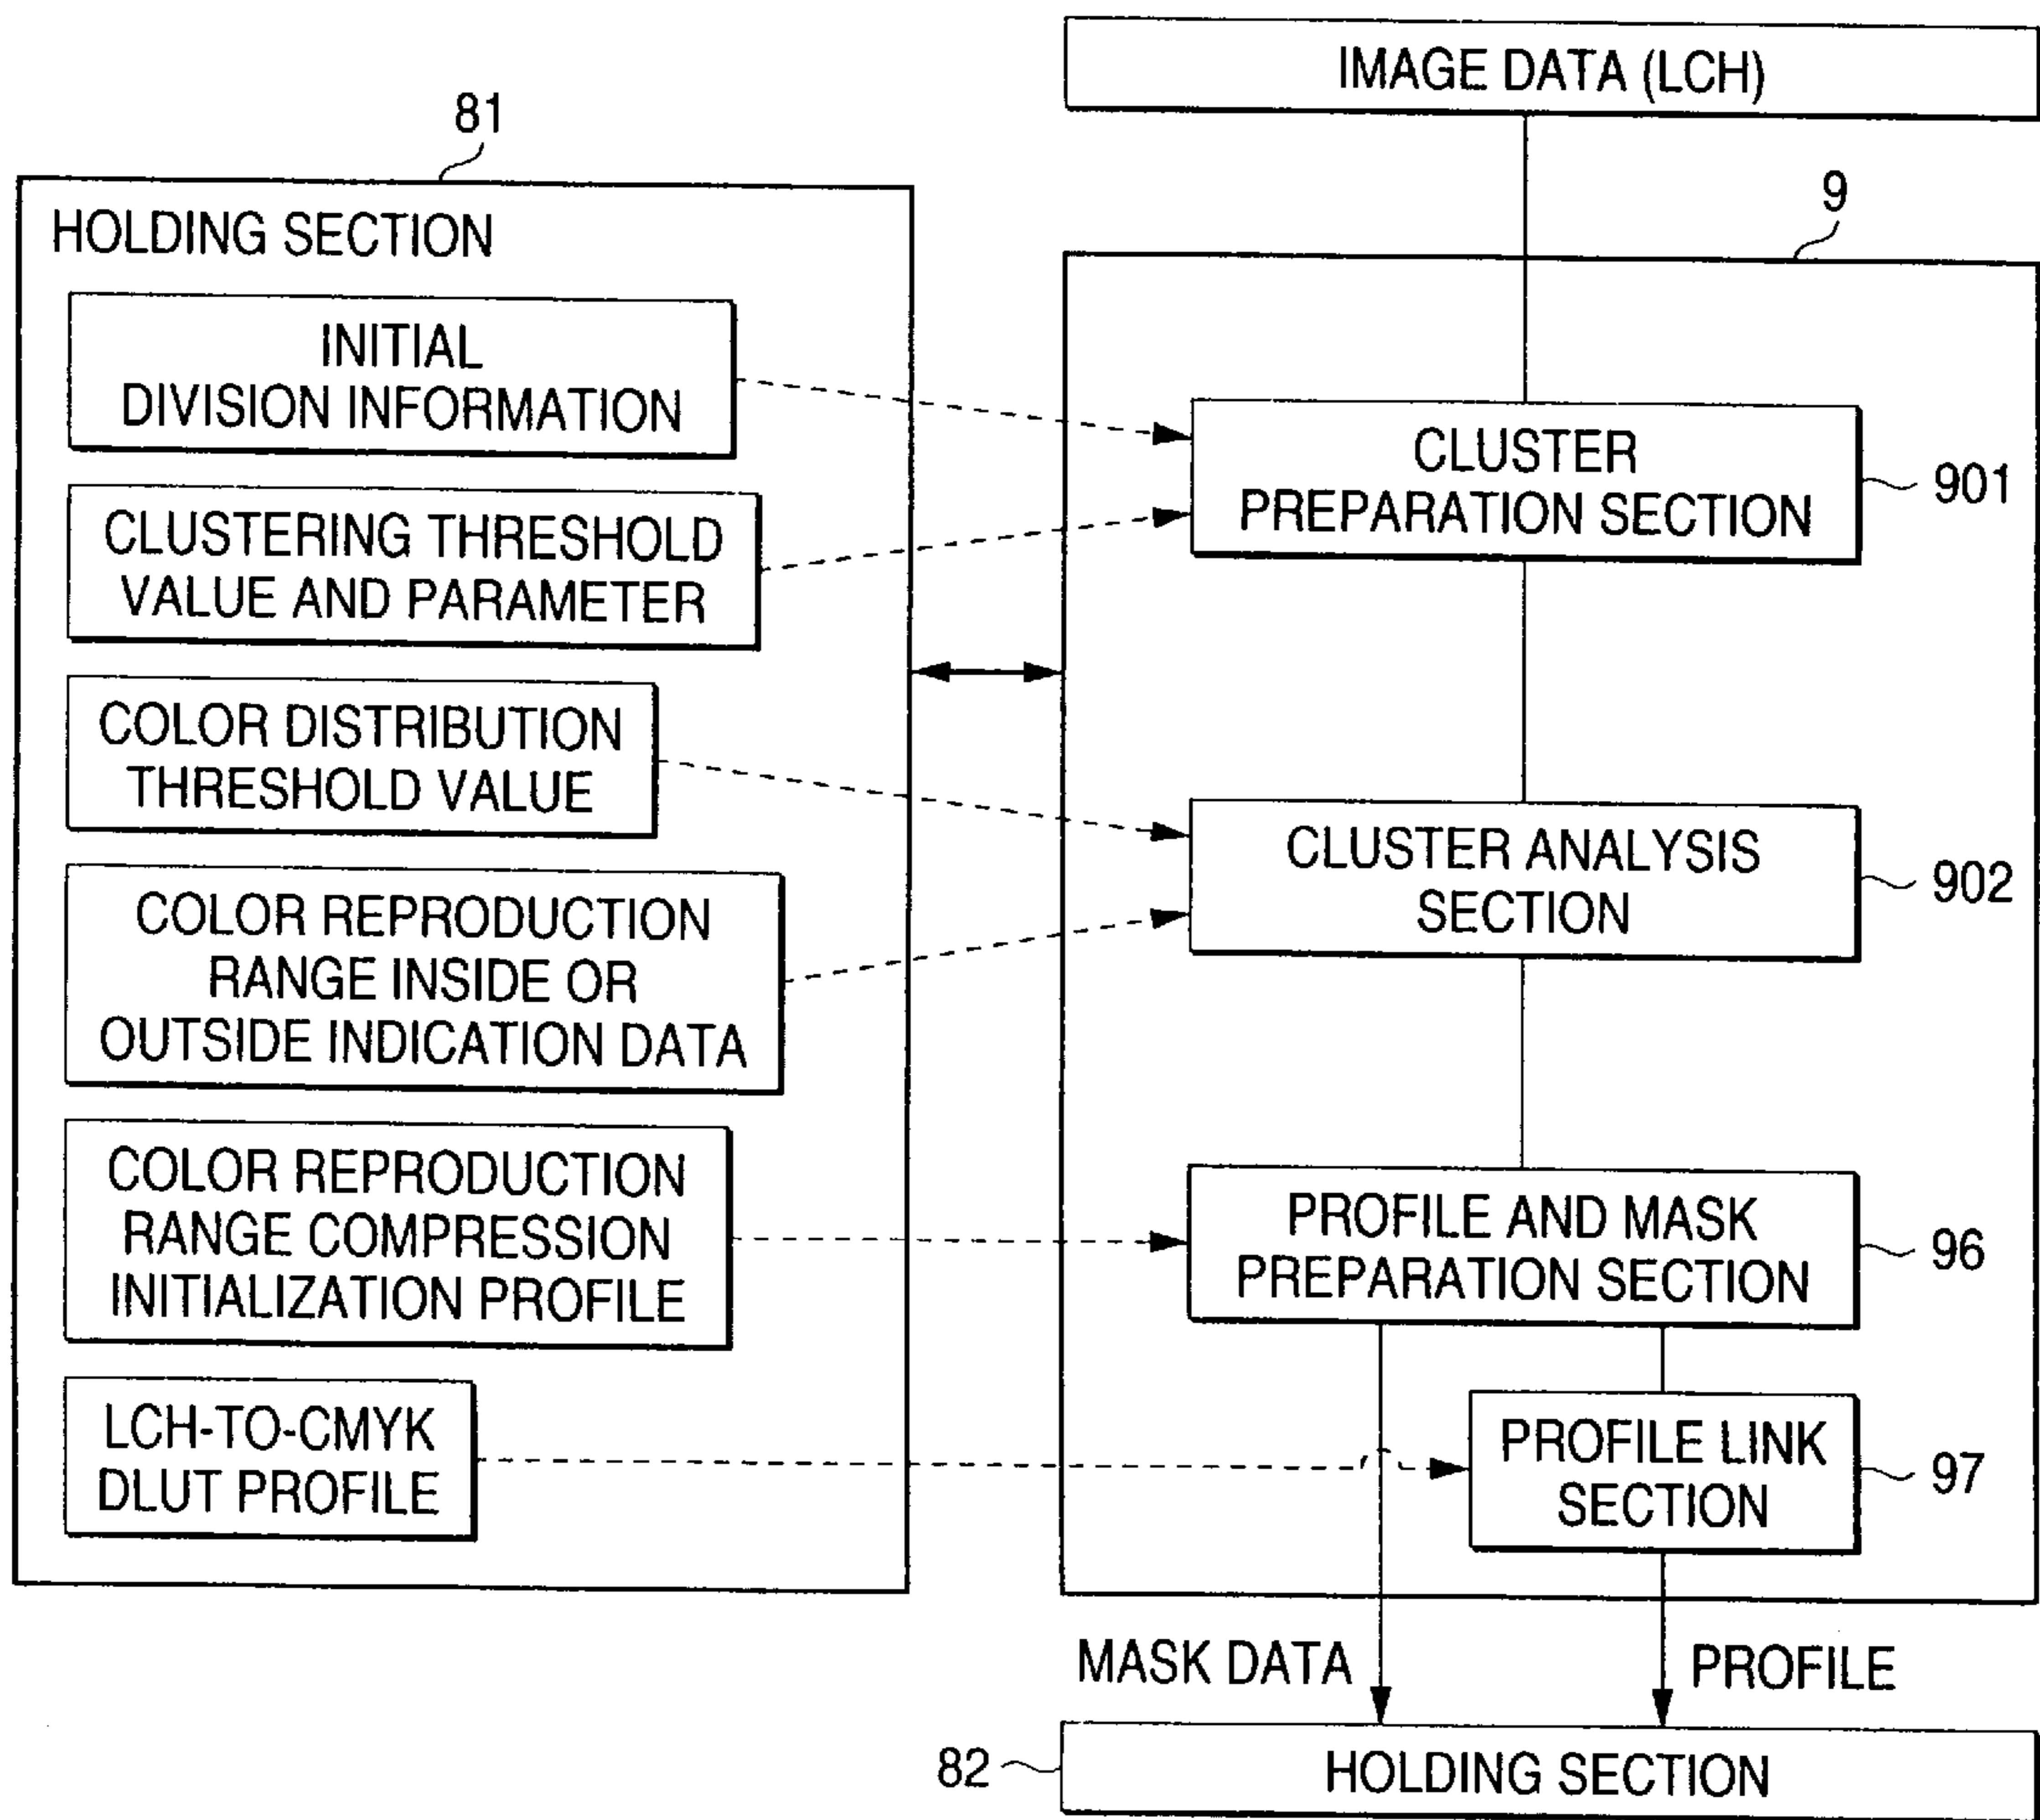 IMAGE DATA (LCH)
81
HOLDING SECTION
INITIAL
DIVISION INFORMATION
CLUSTERING THRESHOLD
VALUE AND PARAMETER
COLOR DISTRIBUTION
THRESHOLD VALUE
COLOR REPRODUCTION
RANGE INSIDE OR
OUTSIDE INDICATION DATA
COLOR REPRODUCTION
RANGE COMPRESSION
INITIALIZATION PROFILE
LCH-TO-CMYK
DLUT PROFILE
9
CLUSTER
PREPARATION SECTION
901
CLUSTER ANALYSIS
SECTION
902
PROFILE AND MASK
PREPARATION SECTION
96
PROFILE LINK
SECTION
97
MASK DATA
PROFILE
82
HOLDING SECTION